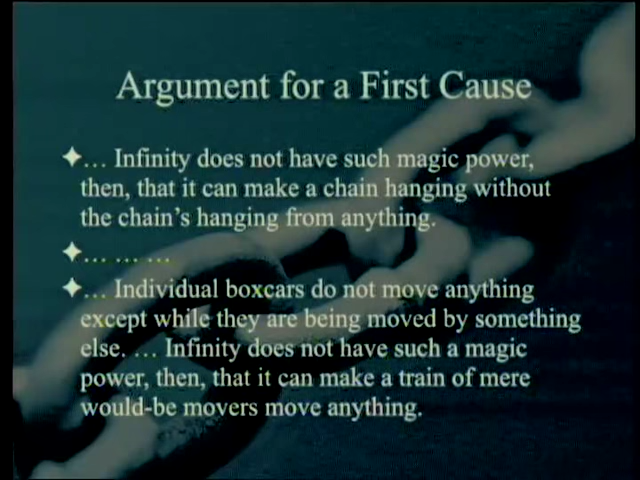 Argument for a First Cause
✦… Infinity does not have such magic power,
then, that it can make a chain hanging without
the chain's hanging from anything.
✦… … …
✦… Individual boxcars do not move anything
except while they are being moved by something
else. … Infinity does not have such a magic
power, then, that it can make a train of mere
would-be movers move anything.